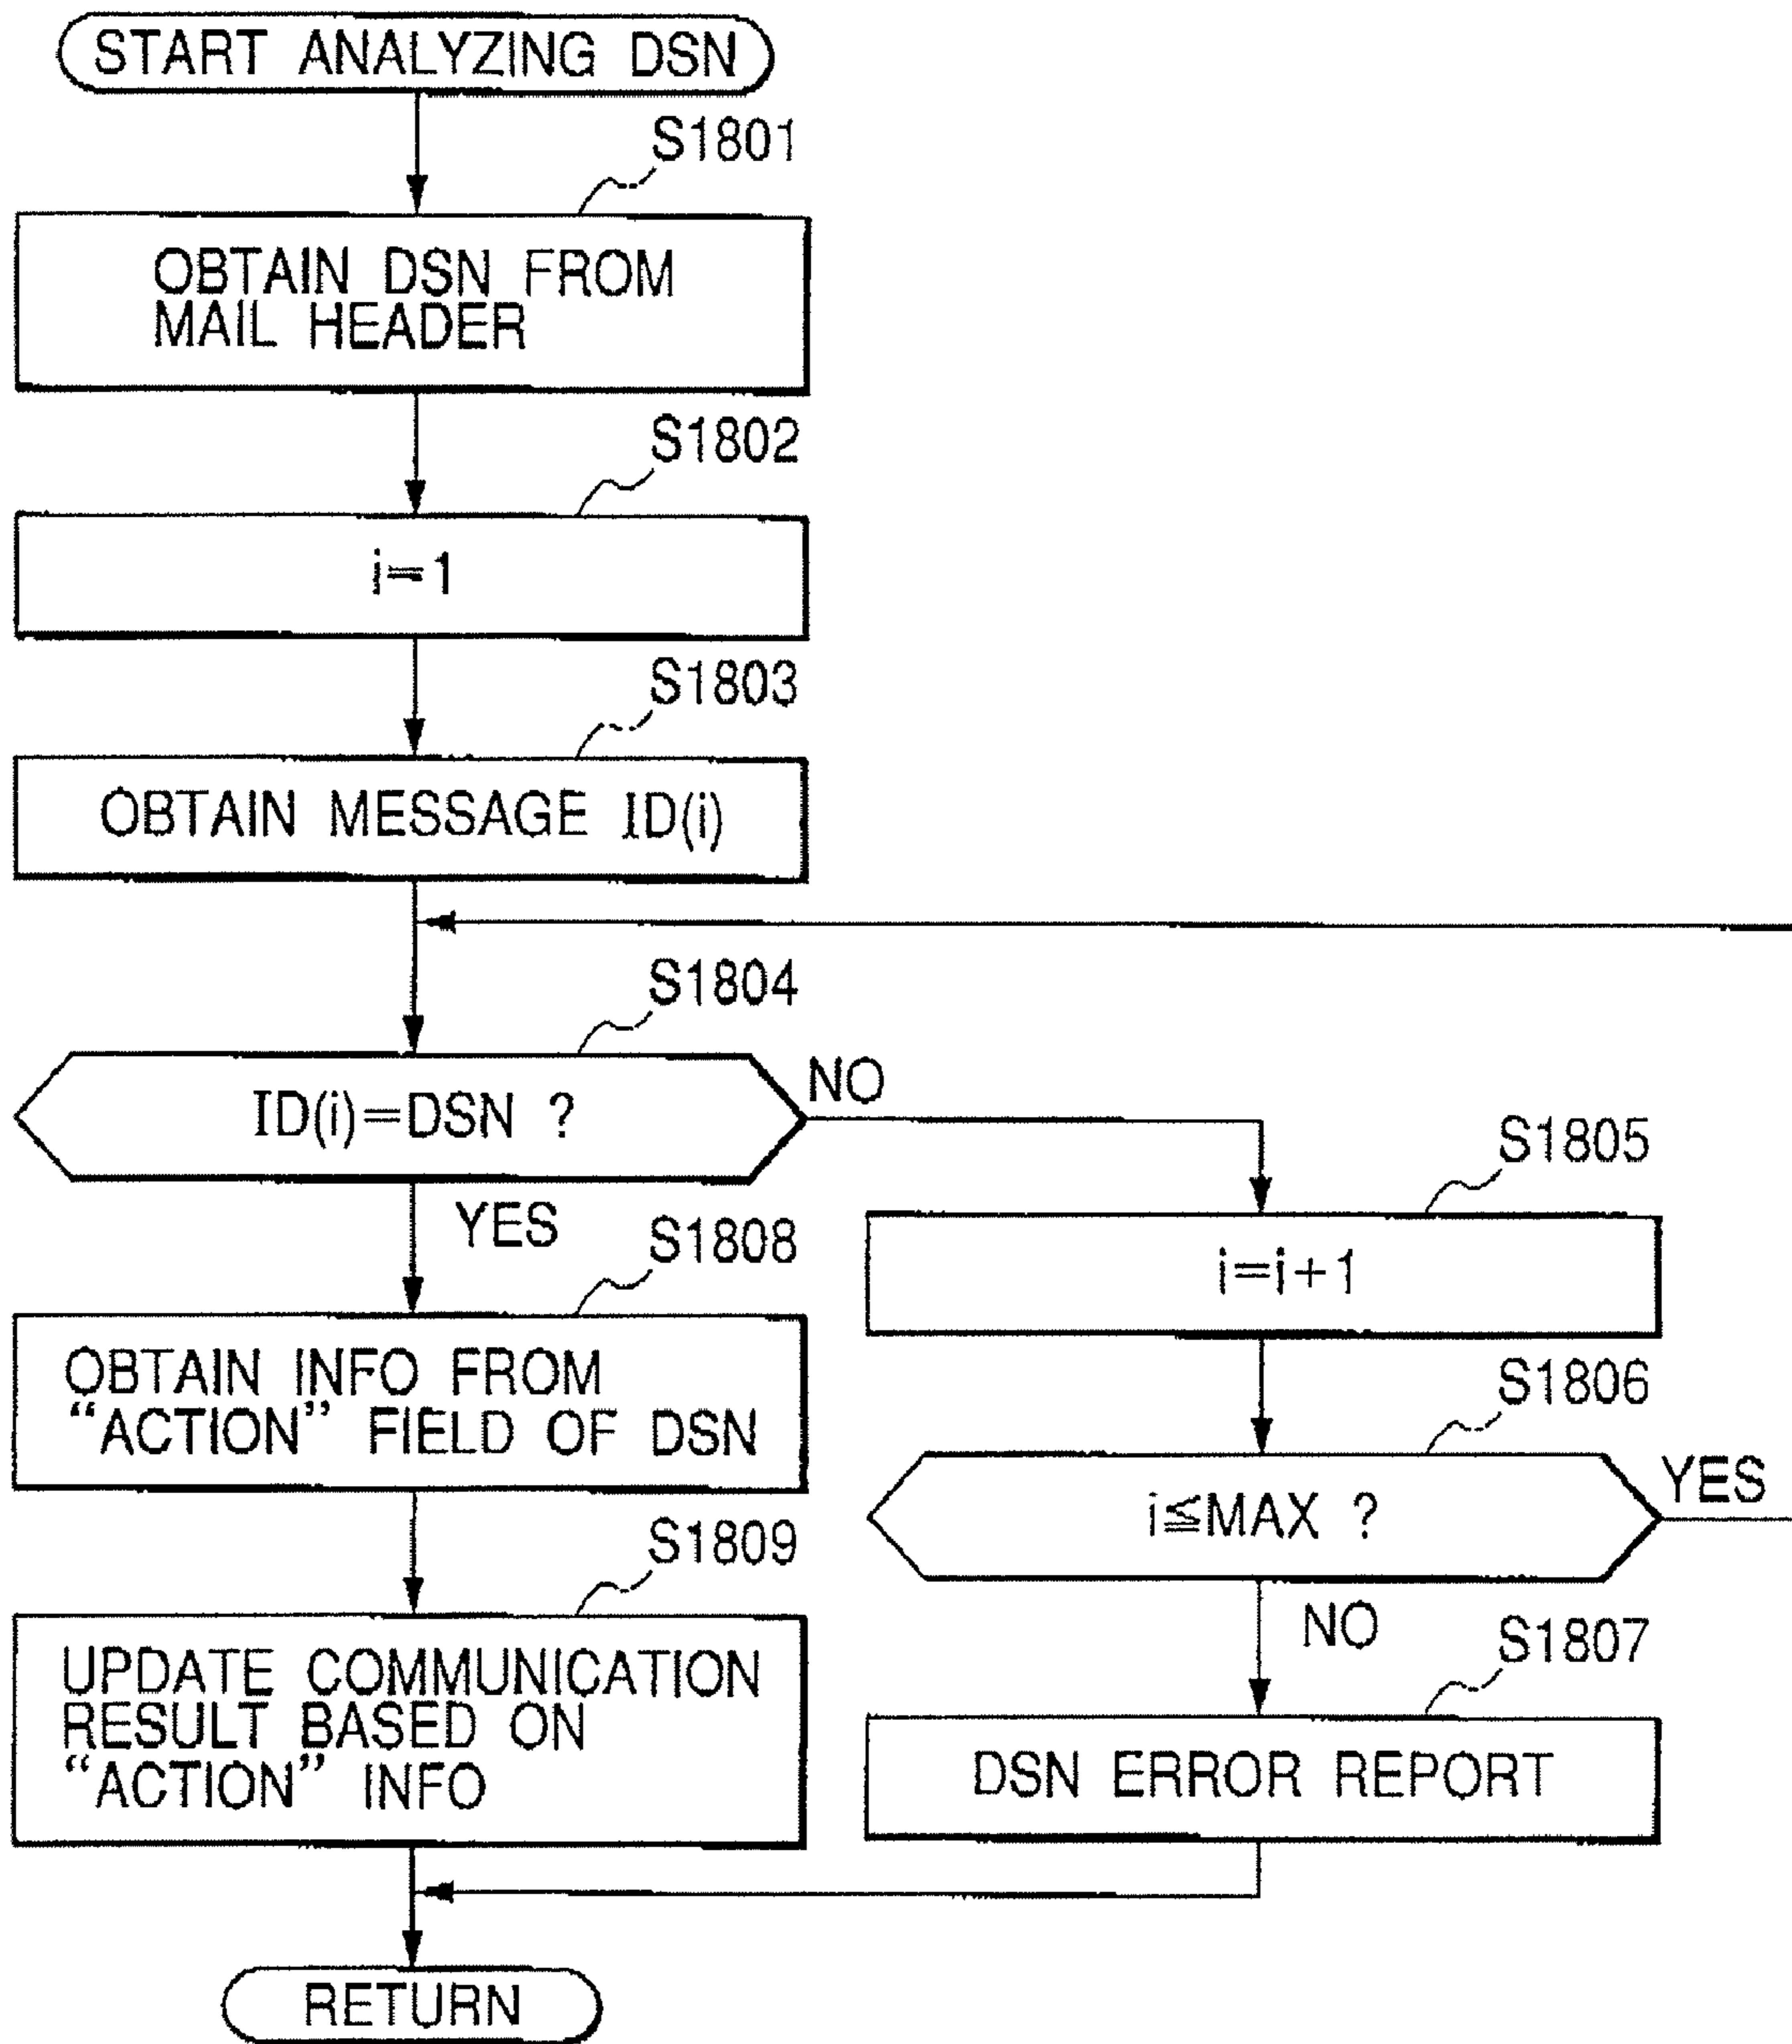 START ANALYZING DSN
S1801
OBTAIN DSN FROM
MAIL HEADER
S1802
i=1
S1803
OBTAIN MESSAGE ID(i)
S1804
ID(i)=DSN ?
NO
YES
S1805
i=i+1
S1806
i≦MAX ?
YES
NO
S1807
DSN ERROR REPORT
S1808
OBTAIN INFO FROM
“ACTION” FIELD OF DSN
S1809
UPDATE COMMUNICATION
RESULT BASED ON
“ACTION” INFO
RETURN